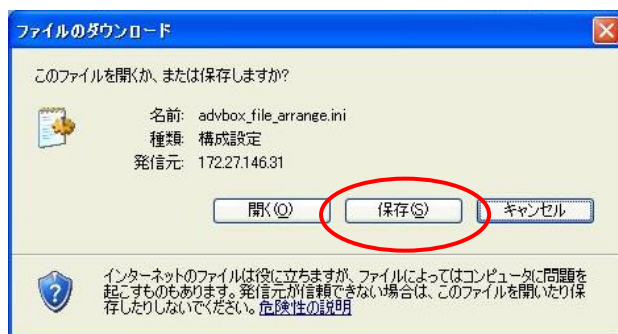 ファイルのダウンロード
このファイルを開くか、または保存しますか?
名前: advbox_file_arrange.ini
種類: 構成設定
発信元: 172.27.146.31
開く(O) 保存(S) キャンセル
インターネットのファイルは役に立ちますが、ファイルによってはコンピュータに問題を
起こすものもあります。発信元が信頼できない場合は、このファイルを開いたり保
存したりしないでください。危険性の説明